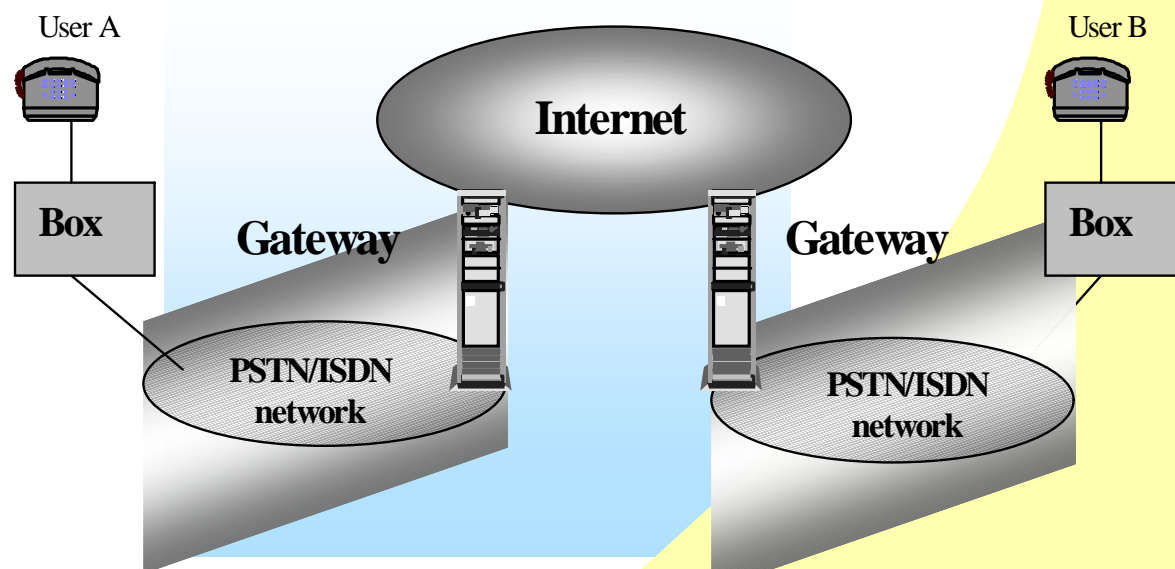 User A
User B
Internet
Box
Box
Gateway
Gateway
PSTN/ISDN
network
PSTN/ISDN
network